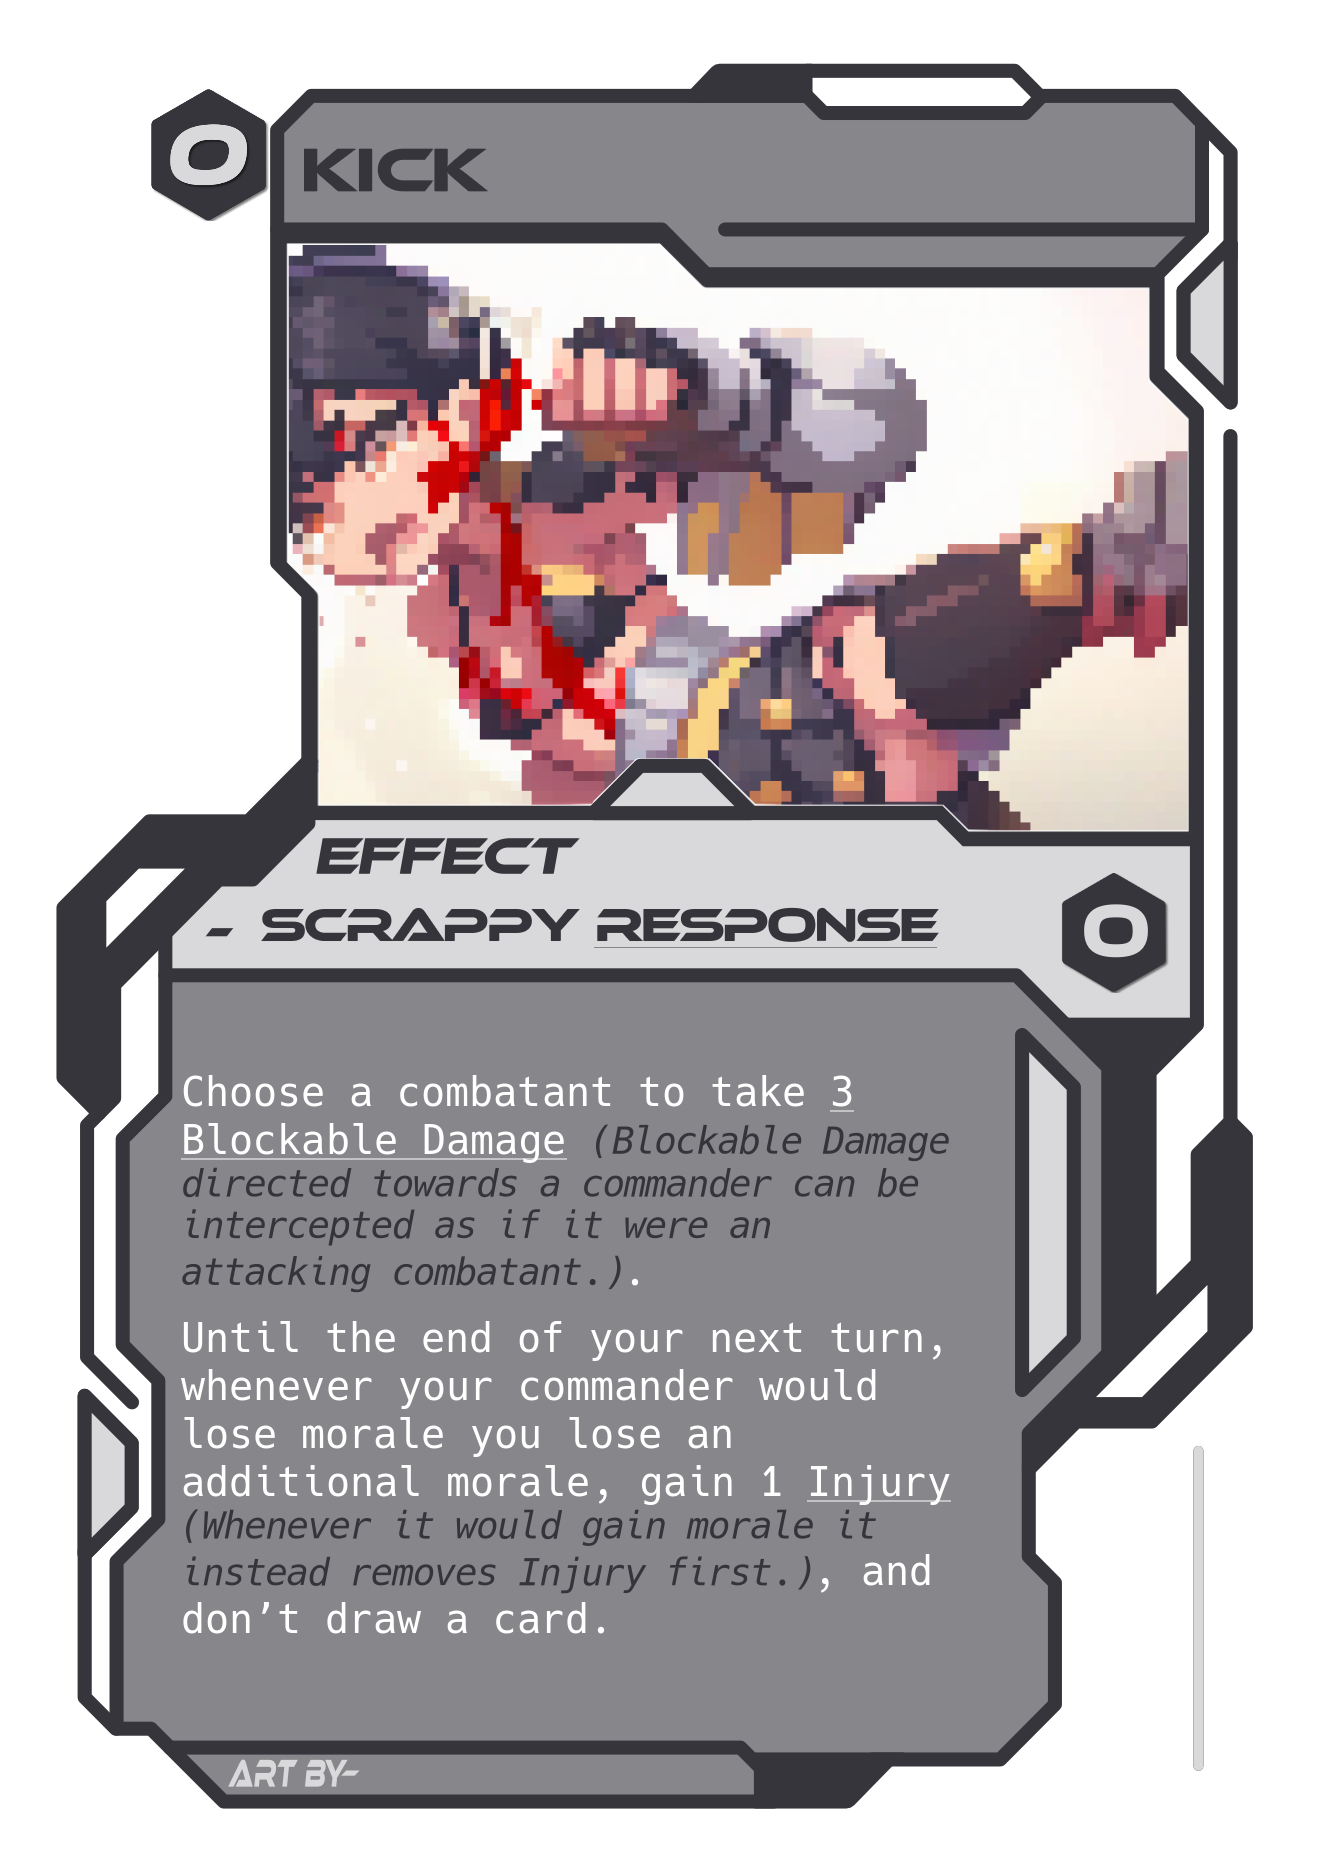 0
KICK
EFFECT
- SCRAPPY RESPONSE
0
Choose a combatant to take 3
Blockable Damage (Blockable Damage
directed towards a commander can be
intercepted as if it were an
attacking combatant.).
Until the end of your next turn,
whenever your commander would
lose morale you lose an
additional morale, gain 1 Injury
(Whenever it would gain morale it
instead removes Injury first.), and
don’t draw a card.
ART BY-